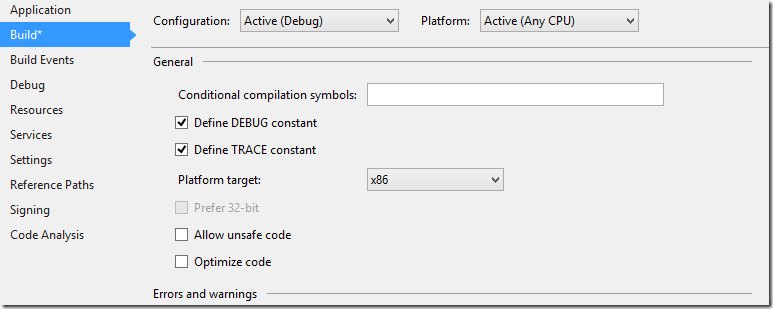 Application
Build*
Build Events
Debug
Resources
Services
Settings
Reference Paths
Signing
Code Analysis
Configuration: Active (Debug) Platform: Active (Any CPU)
General
Conditional compilation symbols:
Define DEBUG constant
Define TRACE constant
Platform target: x86
Prefer 32-bit
Allow unsafe code
Optimize code
Errors and warnings